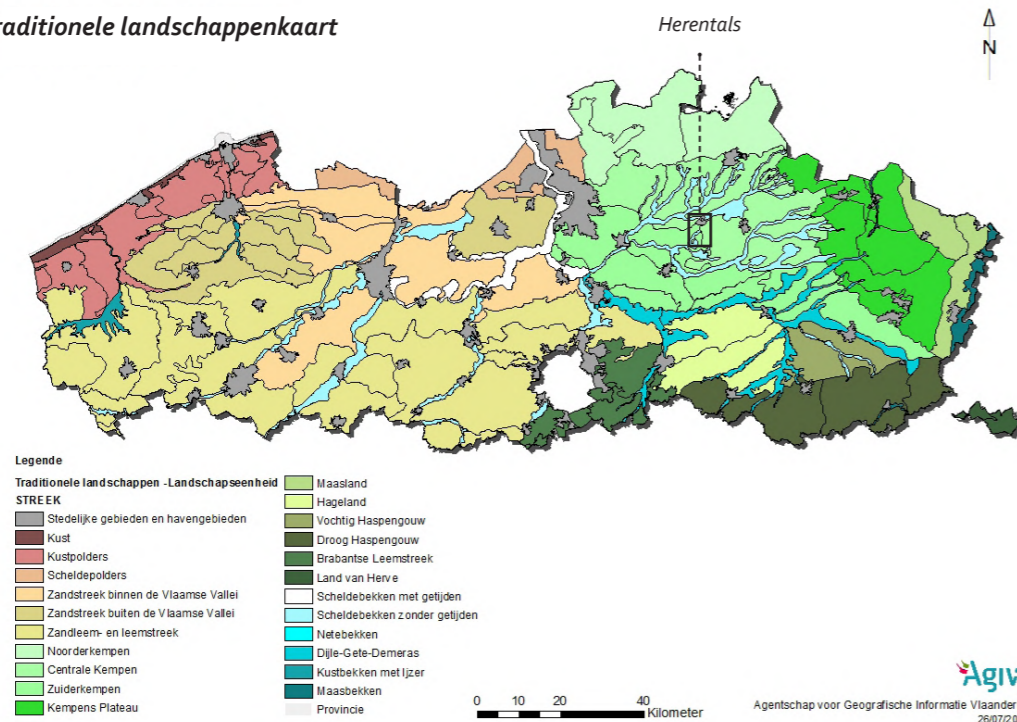 raditionele landschappenkaart
Herentals
N
Legende
Traditionele landschappen -Landschapseenheid
STREEK
Stedelijke gebieden en havengebieden
Kust
Kustpolders
Scheldepolders
Zandstreek binnen de Vlaamse Vallei
Zandstreek buiten de Vlaamse Vallei
Zandleem- en leemstreek
Noorderkempen
Centrale Kempen
Zuiderkempen
Kempens Plateau
Maasland
Hageland
Vochtig Haspengouw
Droog Haspengouw
Brabantse Leemstreek
Land van Herve
Scheldebekken met getijden
Scheldebekken zonder getijden
Netebekken
Dijle-Gete-Demeras
Kustbekken met Ijzer
Maasbekken
Provincie
0 10 20 40
Kilometer
Agiv
Agentschap voor Geografische Informatie Vlaander
26/07/20